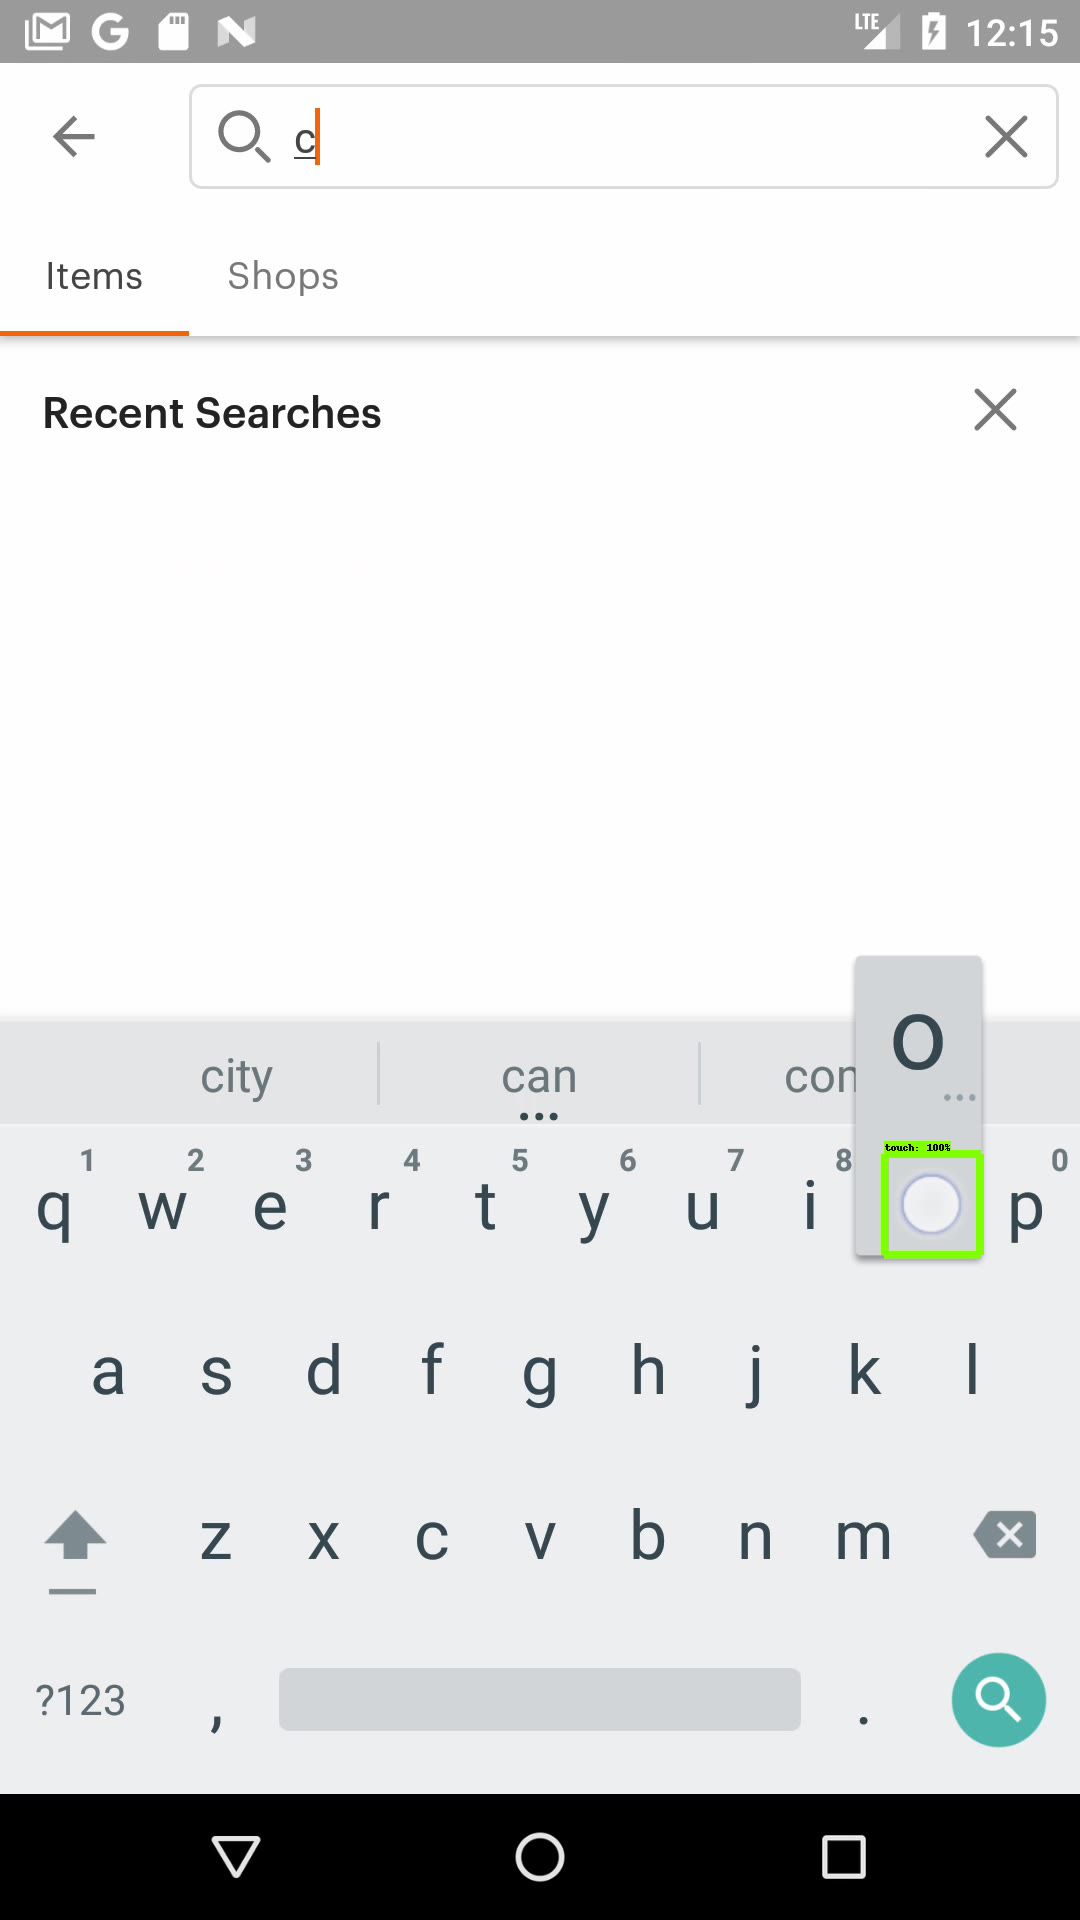 LTE 12:15
c
Items Shops
Recent Searches
city can
o
touch: 100%
1 2 3 4 5 6 7 8 0
q w e r t y u i p
a s d f g h j k l
z x c v b n m
?123 , .